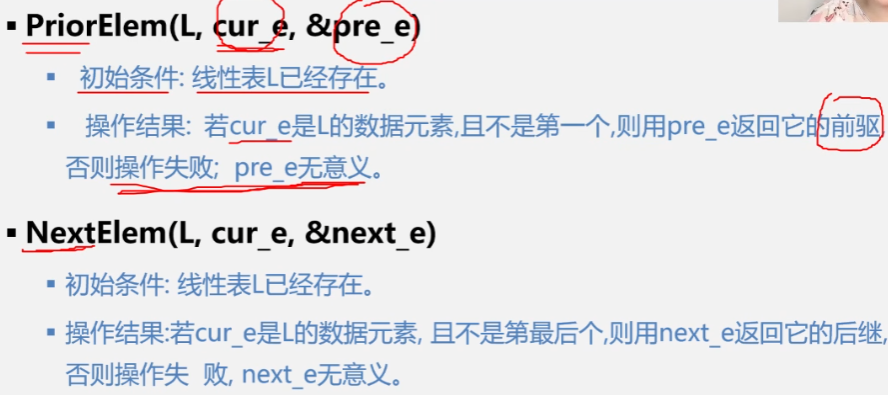 ▪ PriorElem(L, cur_e, &pre_e)
▪ 初始条件: 线性表L已经存在。
▪ 操作结果: 若cur_e是L的数据元素,且不是第一个,则用pre_e返回它的前驱,
否则操作失败; pre_e无意义。
▪ NextElem(L, cur_e, &next_e)
▪ 初始条件: 线性表L已经存在。
▪ 操作结果:若cur_e是L的数据元素, 且不是第最后个,则用next_e返回它的后继,
否则操作失 败, next_e无意义。